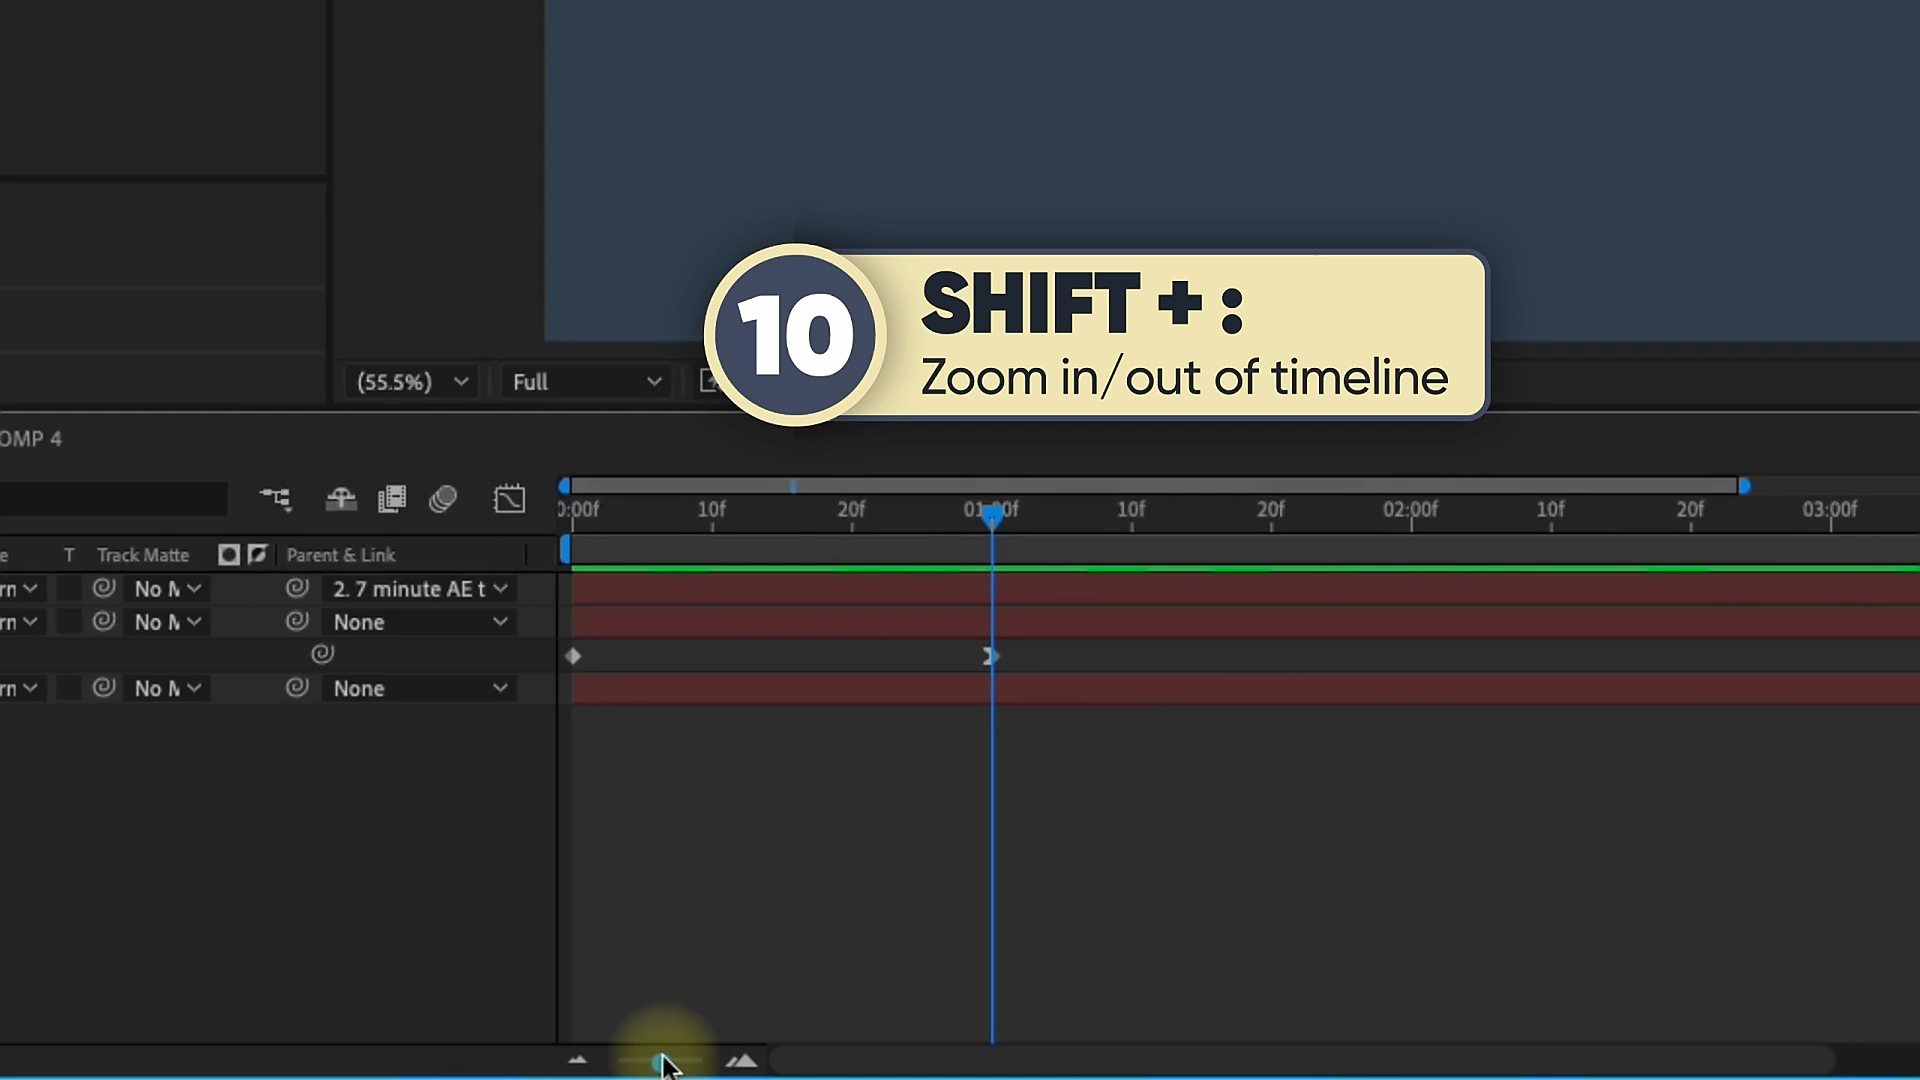 10
SHIFT + :
Zoom in/out of timeline
(55.5%)
Full
OMP 4
0:00f 10f 20f 01:00f 10f 20f 02:00f 10f 20f 03:00f
e T Track Matte Parent & Link
rn No M 2. 7 minute AE t
rn No M None
rn No M None